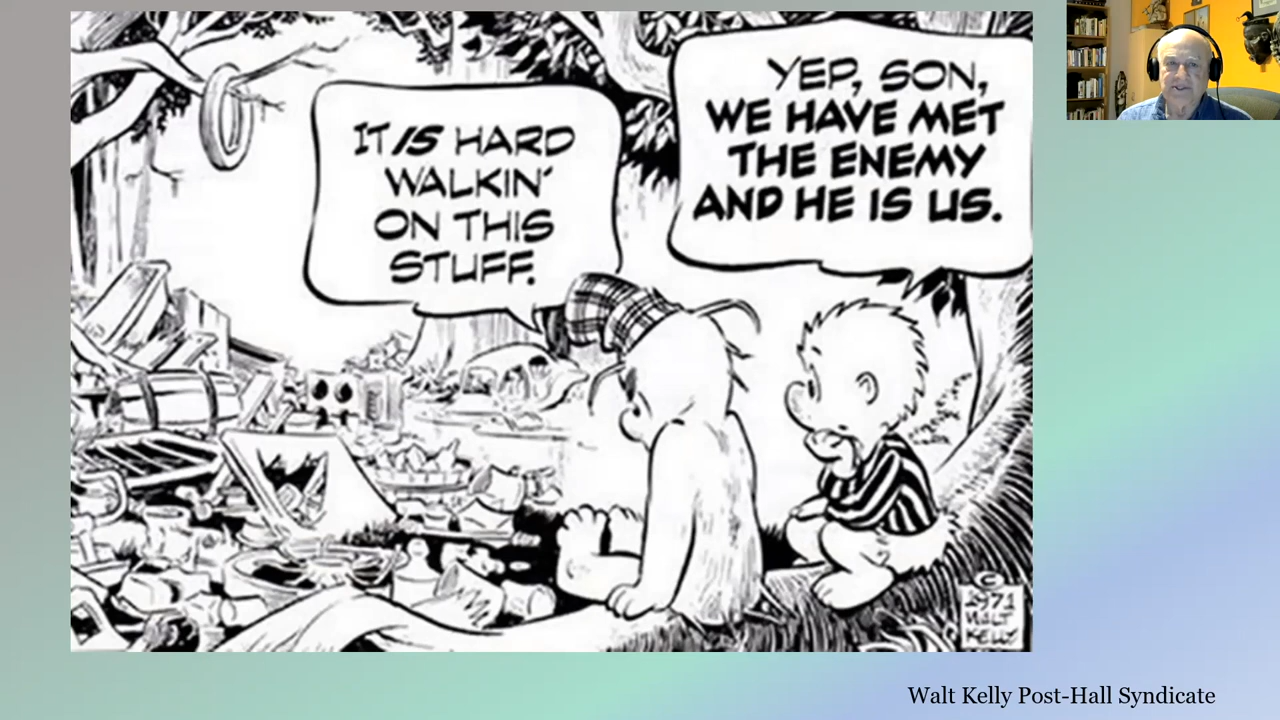 IT IS HARD
WALKIN'
ON THIS
STUFF.
YEP, SON,
WE HAVE MET
THE ENEMY
AND HE IS US.
©
1971
WALT
KELLY
Walt Kelly Post-Hall Syndicate